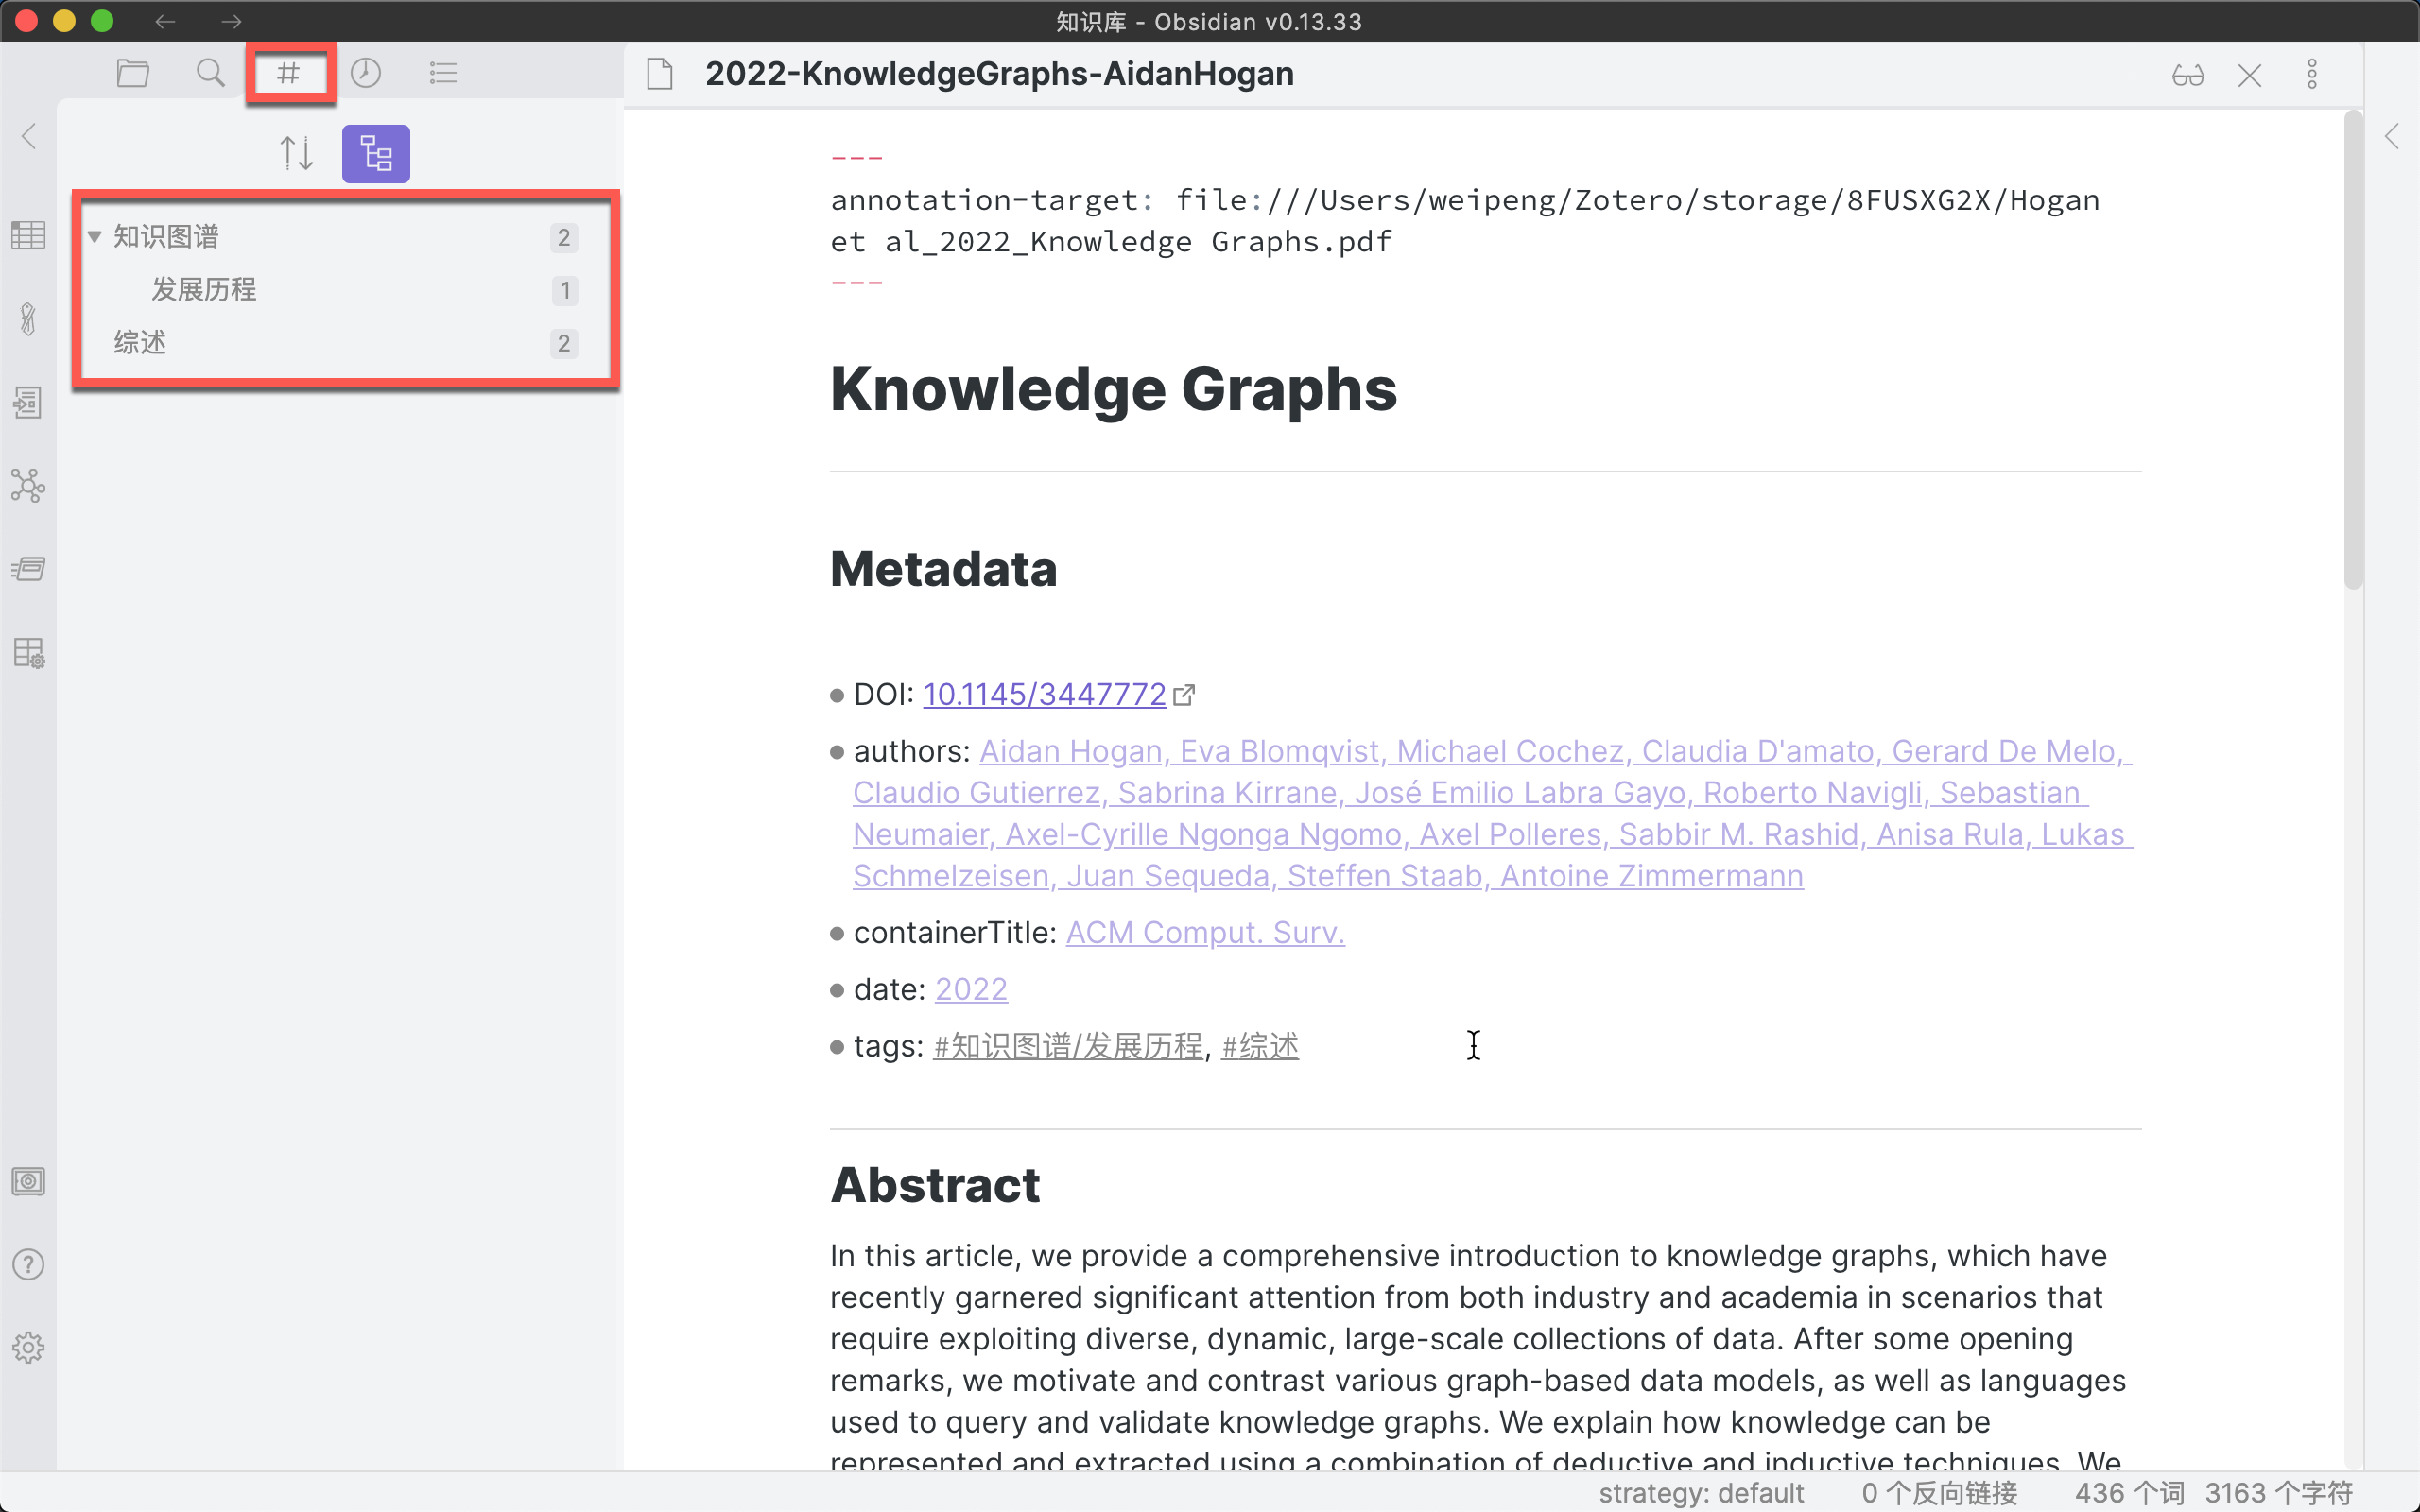 知识库 - Obsidian v0.13.33
2022-KnowledgeGraphs-AidanHogan
知识图谱 2
发展历程 1
综述 2
---
annotation-target: file:///Users/weipeng/Zotero/storage/8FUSXG2X/Hogan
et al_2022_Knowledge Graphs.pdf
---
Knowledge Graphs
Metadata
DOI: 10.1145/3447772
authors: Aidan Hogan, Eva Blomqvist, Michael Cochez, Claudia D'amato, Gerard De Melo,
Claudio Gutierrez, Sabrina Kirrane, José Emilio Labra Gayo, Roberto Navigli, Sebastian
Neumaier, Axel-Cyrille Ngonga Ngomo, Axel Polleres, Sabbir M. Rashid, Anisa Rula, Lukas
Schmelzeisen, Juan Sequeda, Steffen Staab, Antoine Zimmermann
containerTitle: ACM Comput. Surv.
date: 2022
tags: #知识图谱/发展历程, #综述
Abstract
In this article, we provide a comprehensive introduction to knowledge graphs, which have
recently garnered significant attention from both industry and academia in scenarios that
require exploiting diverse, dynamic, large-scale collections of data. After some opening
remarks, we motivate and contrast various graph-based data models, as well as languages
used to query and validate knowledge graphs. We explain how knowledge can be
represented and extracted using a combination of deductive and inductive techniques. We
strategy: default 0 个反向链接 436 个词 3163 个字符